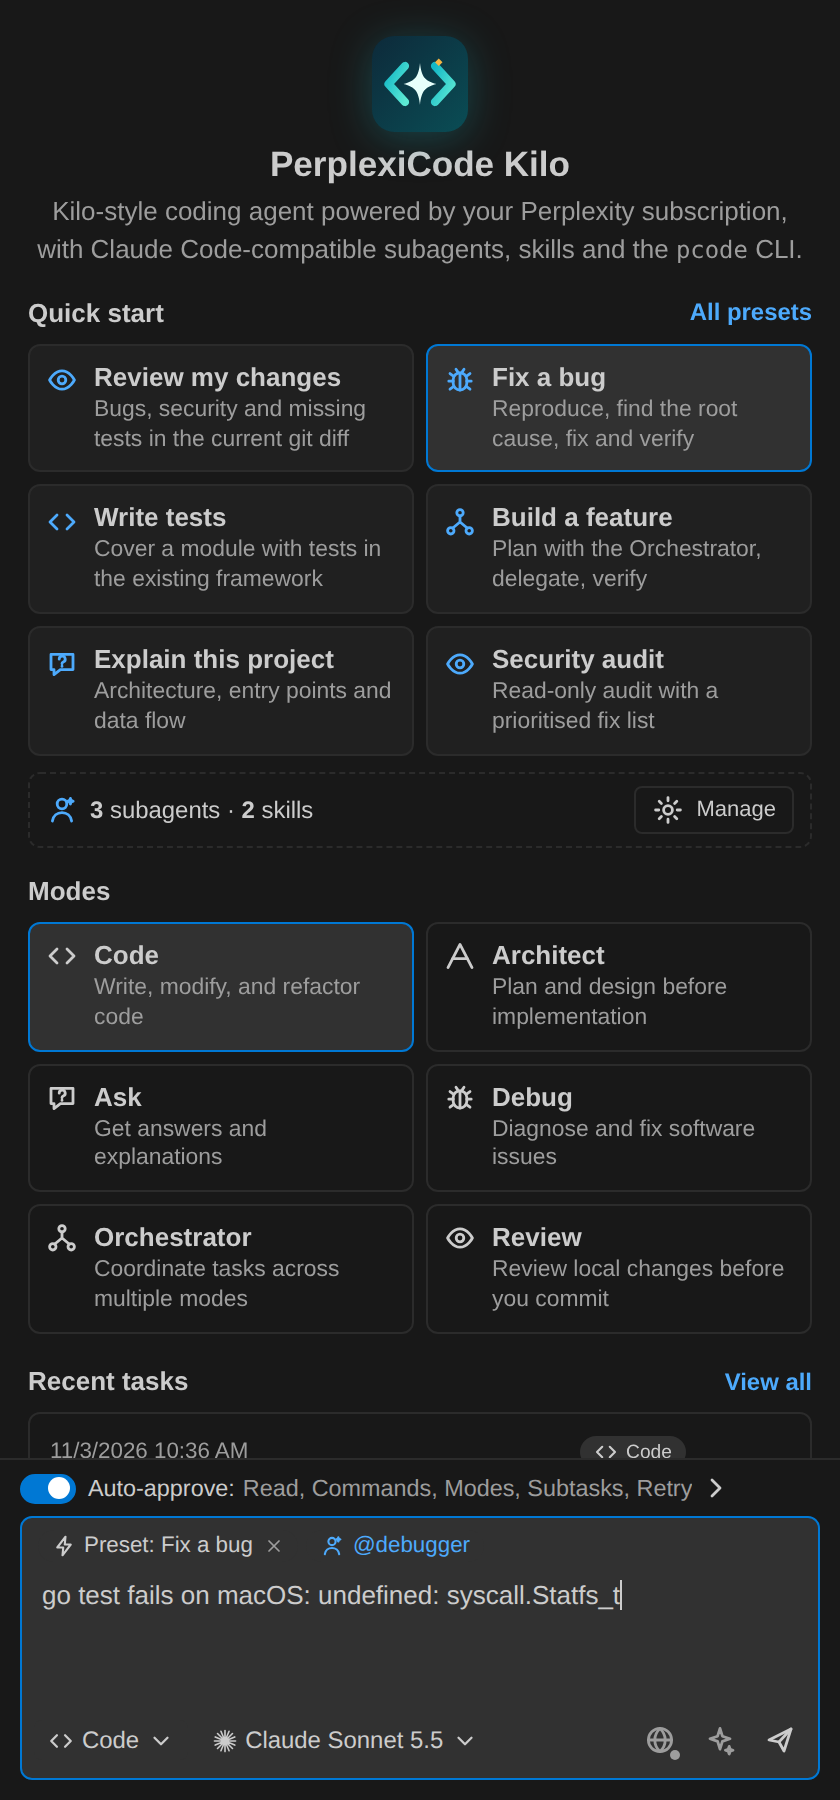 PerplexiCode Kilo
Kilo-style coding agent powered by your Perplexity subscription,
with Claude Code-compatible subagents, skills and the pcode CLI.
Quick start
All presets
Review my changes
Bugs, security and missing
tests in the current git diff
Fix a bug
Reproduce, find the root
cause, fix and verify
Write tests
Cover a module with tests in
the existing framework
Build a feature
Plan with the Orchestrator,
delegate, verify
Explain this project
Architecture, entry points and
data flow
Security audit
Read-only audit with a
prioritised fix list
3 subagents · 2 skills
Manage
Modes
Code
Write, modify, and refactor
code
Architect
Plan and design before
implementation
Ask
Get answers and
explanations
Debug
Diagnose and fix software
issues
Orchestrator
Coordinate tasks across
multiple modes
Review
Review local changes before
you commit
Recent tasks
View all
11/3/2026 10:36 AM
Code
Auto-approve: Read, Commands, Modes, Subtasks, Retry
Preset: Fix a bug
@debugger
go test fails on macOS: undefined: syscall.Statfs_t
Code
Claude Sonnet 5.5